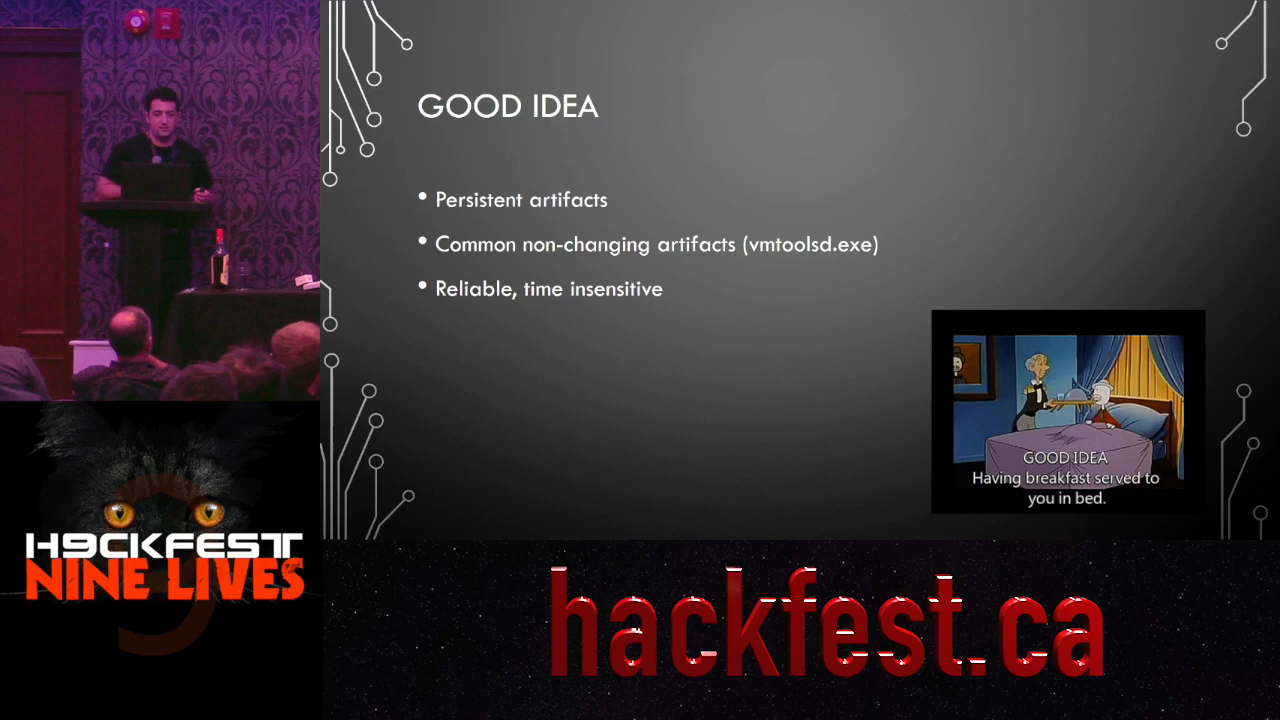 GOOD IDEA
• Persistent artifacts
• Common non-changing artifacts (vmtoolsd.exe)
• Reliable, time insensitive
GOOD IDEA
Having breakfast served to
you in bed.
H9CKFEST
NINE LIVES
hackfest.ca